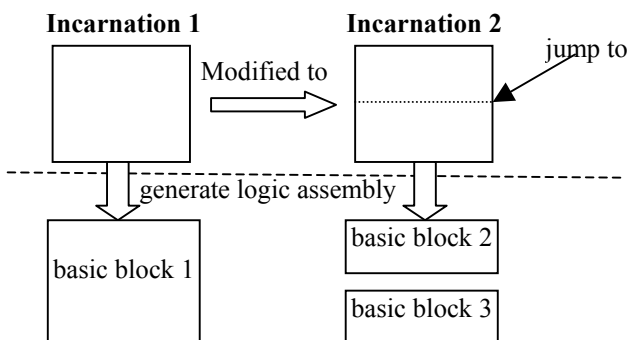 Incarnation 1
Incarnation 2
jump to
Modified to
generate logic assembly
basic block 1
basic block 2
basic block 3